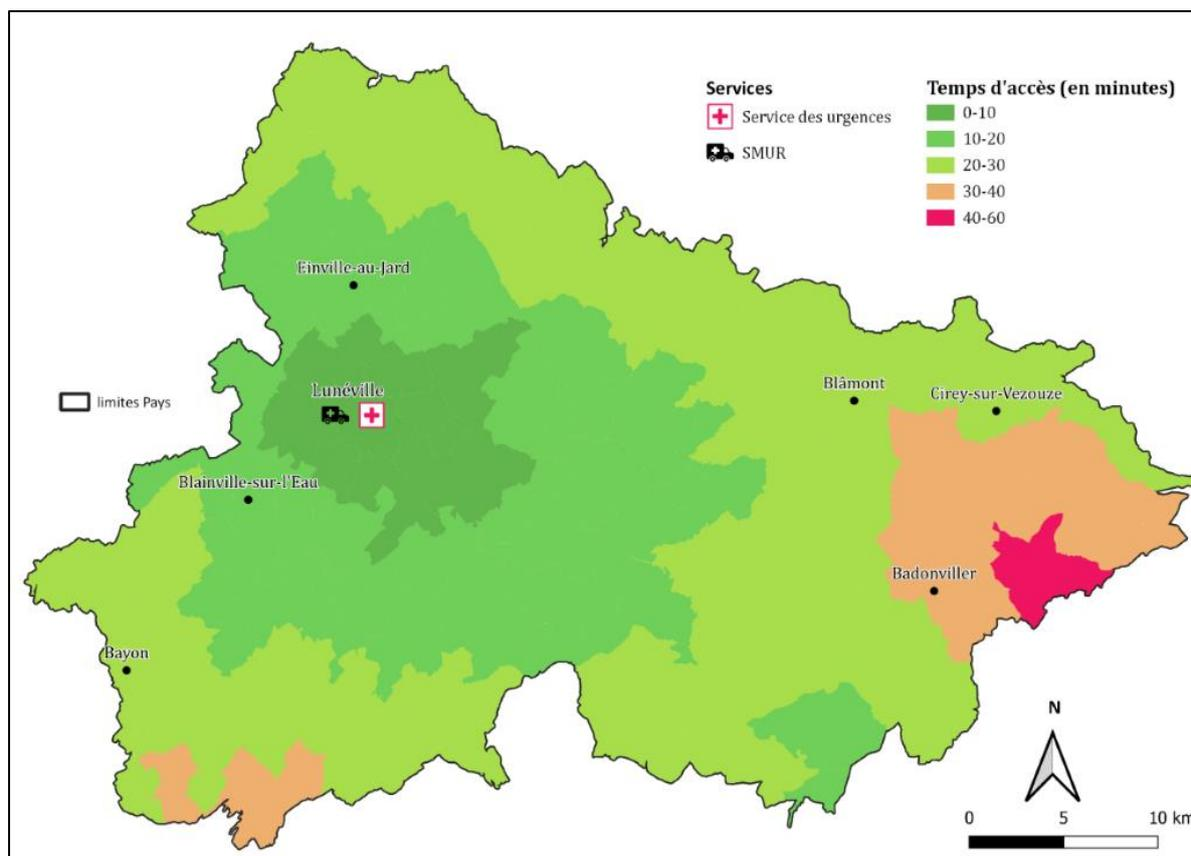 Services
Service des urgences
SMUR
Temps d'accès (en minutes)
0-10
10-20
20-30
30-40
40-60
Einville-au-Jard
Lunéville
limites Pays
Blâmont
Cirey-sur-Vezouze
Blainville-sur-l'Eau
Badonviller
Bayon
N
0 5 10 km